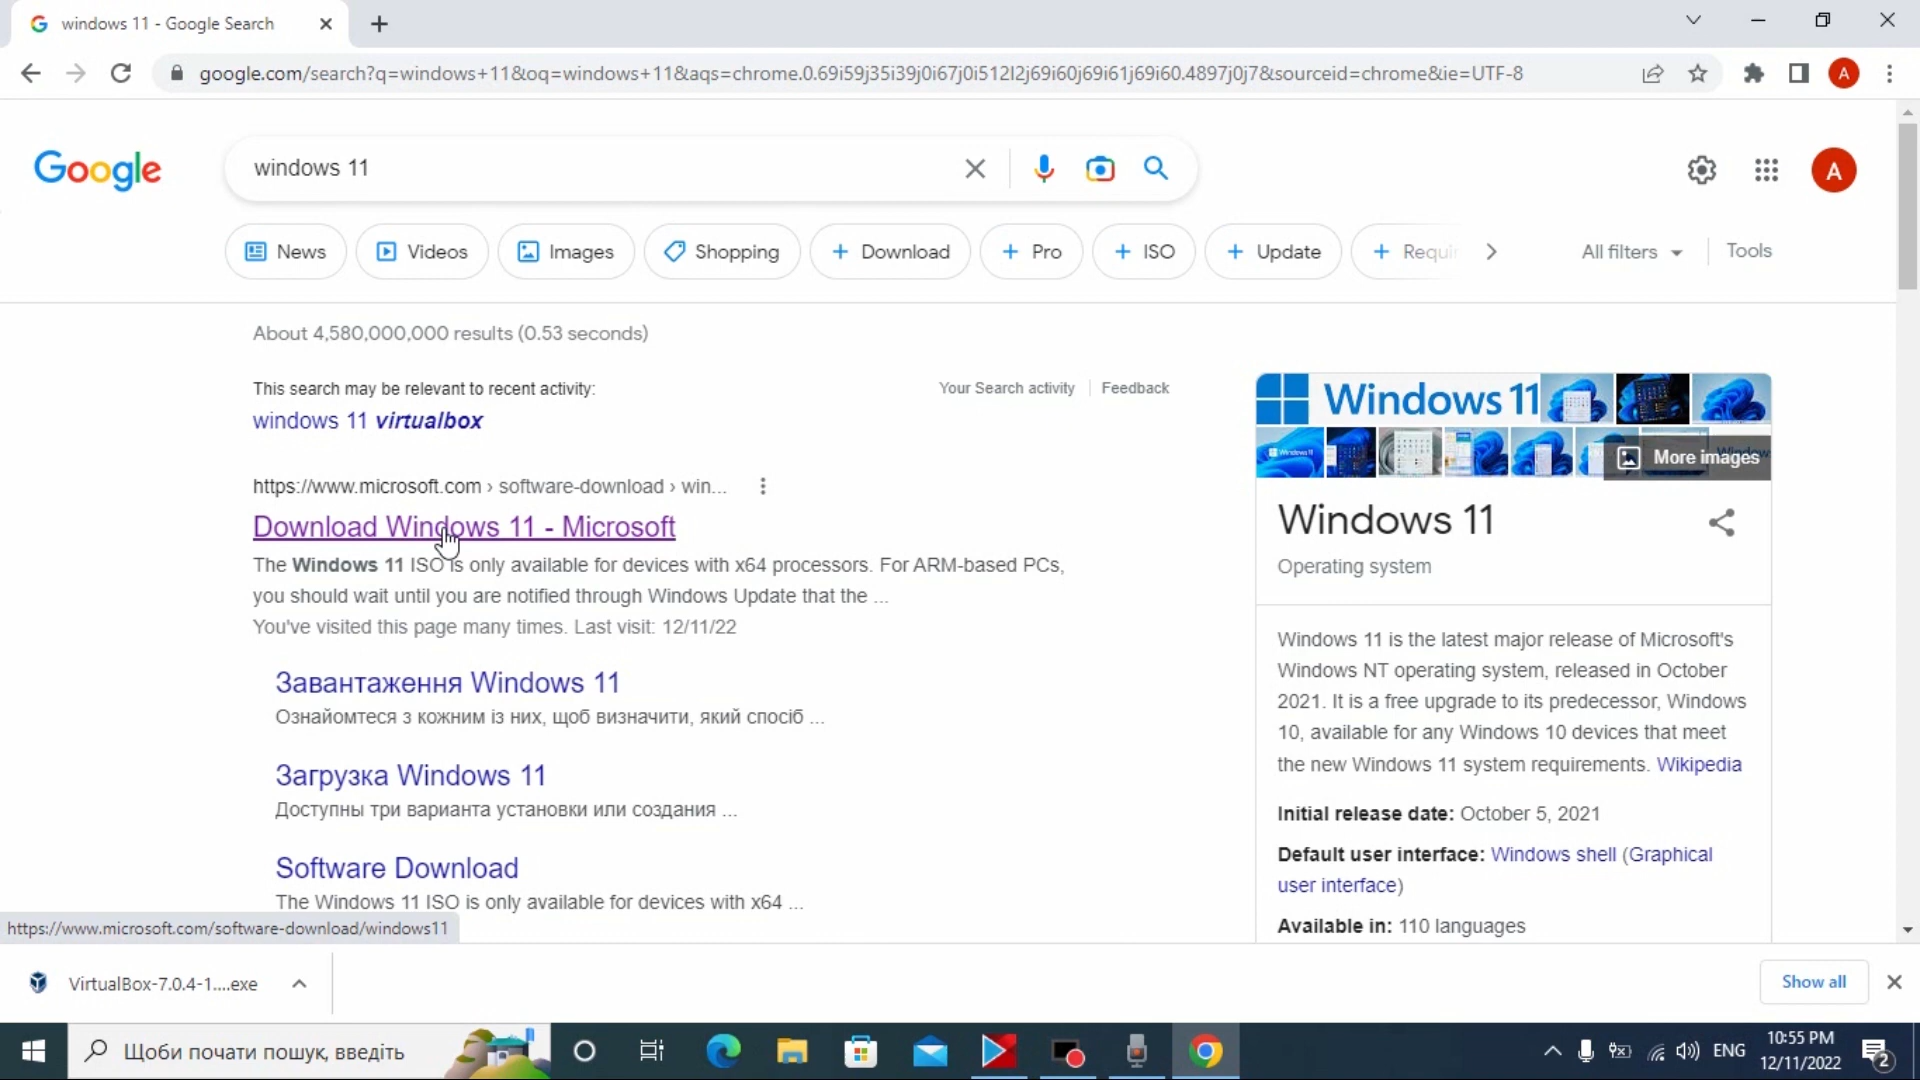 windows 11 - Google Search
google.com/search?q=windows+11&oq=windows+11&aqs=chrome.0.69i59j35i39j0i67j0i512l2j69i60j69i61j69i60.4897j0j7&sourceid=chrome&ie=UTF-8
A
Google
windows 11
A
News
Videos
Images
Shopping
+ Download
+ Pro
+ ISO
+ Update
All filters
Tools
About 4,580,000,000 results (0.53 seconds)
This search may be relevant to recent activity:
Your Search activity
Feedback
windows 11 virtualbox
https://www.microsoft.com › software-download › win...
Download Windows 11 - Microsoft
The Windows 11 ISO is only available for devices with x64 processors. For ARM-based PCs,
you should wait until you are notified through Windows Update that the ...
You've visited this page many times. Last visit: 12/11/22
Завантаження Windows 11
Ознайомтеся з кожним із них, щоб визначити, який спосіб ...
Загрузка Windows 11
Доступны три варианта установки или создания ...
Software Download
The Windows 11 ISO is only available for devices with x64 ...
Windows 11
More images
Windows 11
Operating system
Windows 11 is the latest major release of Microsoft's
Windows NT operating system, released in October
2021. It is a free upgrade to its predecessor, Windows
10, available for any Windows 10 devices that meet
the new Windows 11 system requirements. Wikipedia
Initial release date: October 5, 2021
Default user interface: Windows shell (Graphical
user interface)
Available in: 110 languages
https://www.microsoft.com/software-download/windows11
VirtualBox-7.0.4-1....exe
Show all
Щоби почати пошук, введіть
ENG
10:55 PM
12/11/2022
2